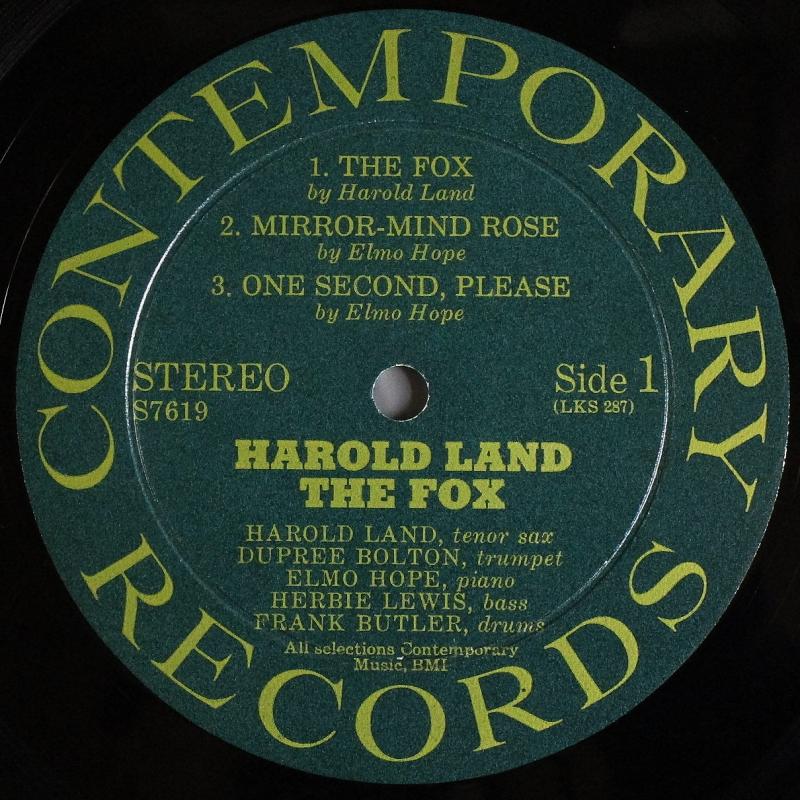 CONTEMPORARY
1. THE FOX
by Harold Land
2. MIRROR-MIND ROSE
by Elmo Hope
3. ONE SECOND, PLEASE
by Elmo Hope
STEREO
S7619
Side 1
(LKS 287)
HAROLD LAND
THE FOX
HAROLD LAND, tenor sax
DUPREE BOLTON, trumpet
ELMO HOPE, piano
HERBIE LEWIS, bass
FRANK BUTLER, drums
All selections Contemporary
Music, BMI
RECORDS